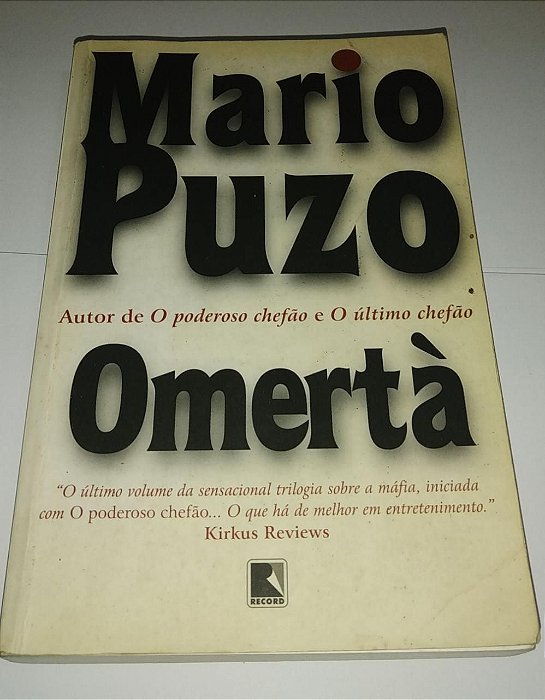 Mario
Puzo
Autor de O poderoso chefão e O último chefão
Omertà
“O último volume da sensacional trilogia sobre a máfia, iniciada
com O poderoso chefão... O que há de melhor em entretenimento.”
Kirkus Reviews
RECORD